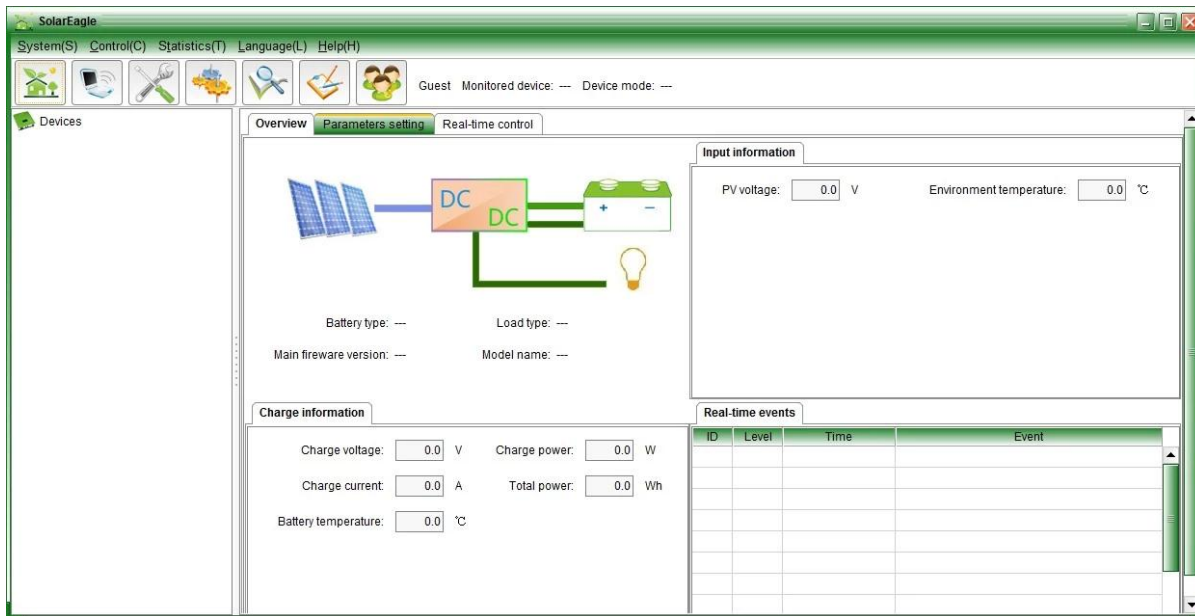 SolarEagle
System(S) Control(C) Statistics(T) Language(L) Help(H)
Guest Monitored device: --- Device mode: ---
Devices
Overview Parameters setting Real-time control
DC
DC
+ −
Battery type: --- Load type: ---
Main fireware version: --- Model name: ---
Input information
PV voltage: 0.0 V Environment temperature: 0.0 ℃
Charge information
Charge voltage: 0.0 V Charge power: 0.0 W
Charge current: 0.0 A Total power: 0.0 Wh
Battery temperature: 0.0 ℃
Real-time events
ID Level Time Event